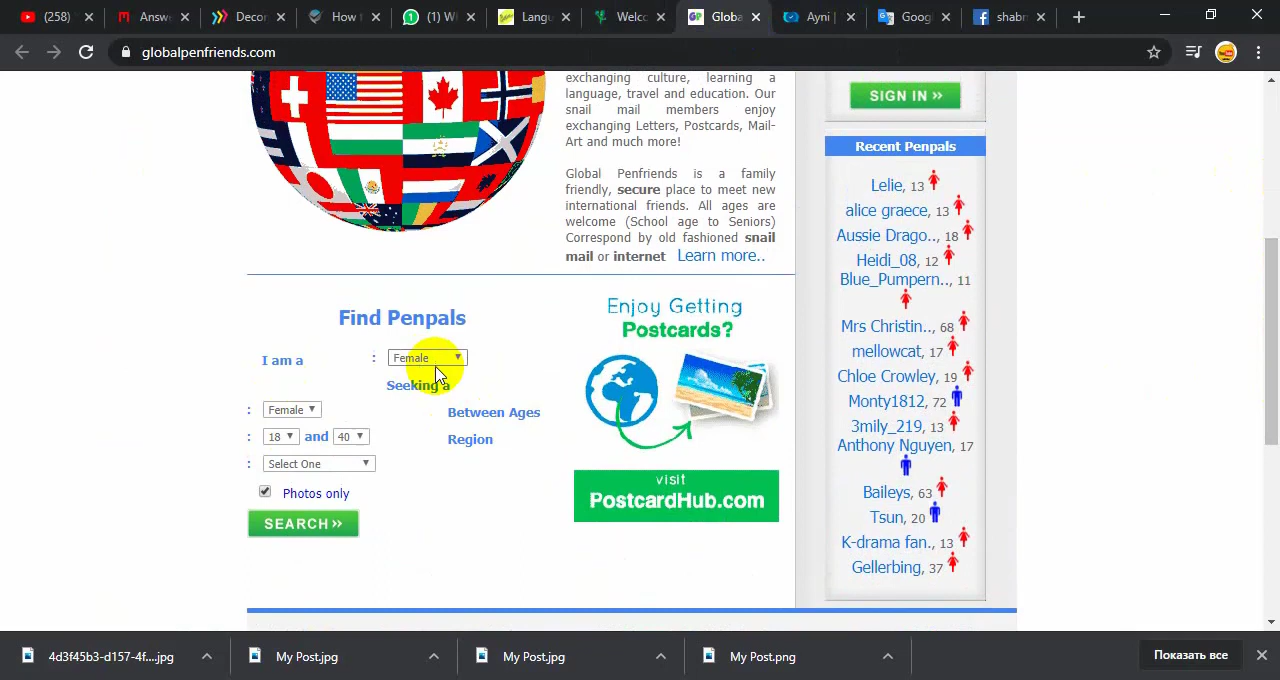 (258) Y
Answ
Decor
How t
(1) W
Langu
Welco
Globa
Ayni |
Goog
shabn
globalpenfriends.com
exchanging culture, learning a
language, travel and education. Our
snail mail members enjoy
exchanging Letters, Postcards, Mail-
Art and much more!
Global Penfriends is a family
friendly, secure place to meet new
international friends. All ages are
welcome (School age to Seniors)
Correspond by old fashioned snail
mail or internet Learn more..
Find Penpals
I am a : Female
Seeking a
: Female
Between Ages
: 18 and 40
Region
: Select One
Photos only
SEARCH »
Enjoy Getting
Postcards?
visit
PostcardHub.com
SIGN IN »
Recent Penpals
Lelie, 13
alice graece, 13
Aussie Drago.., 18
Heidi_08, 12
Blue_Pumpern.., 11
Mrs Christin.., 68
mellowcat, 17
Chloe Crowley, 19
Monty1812, 72
3mily_219, 13
Anthony Nguyen, 17
Baileys, 63
Tsun, 20
K-drama fan., 13
Gellerbing, 37
4d3f45b3-d157-4f....jpg
My Post.jpg
My Post.jpg
My Post.png
Показать все